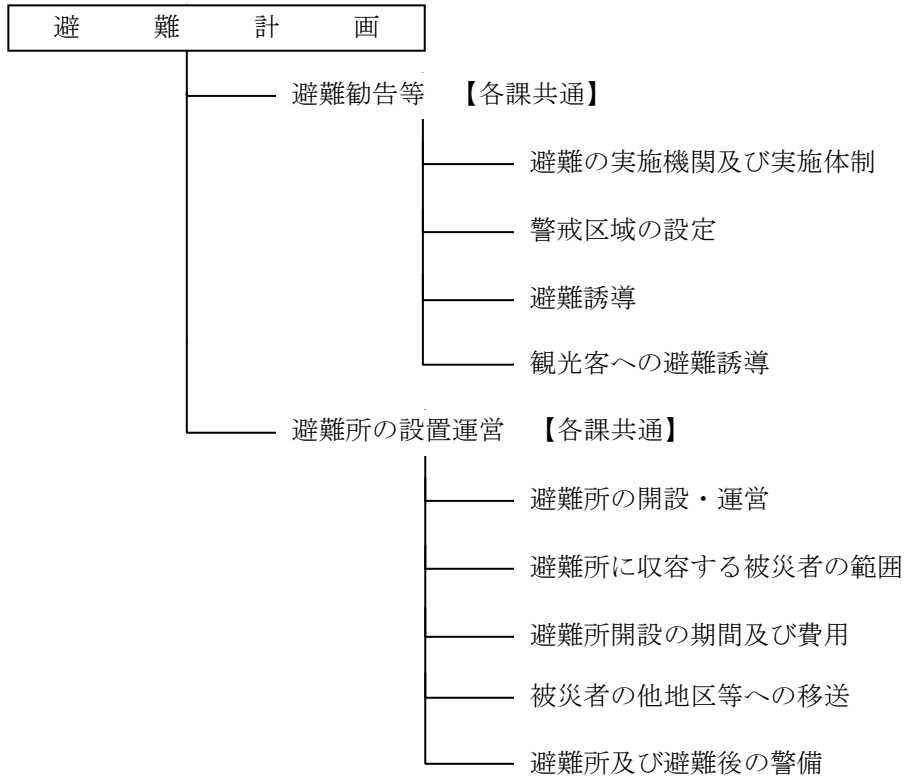 避難計画
避難勧告等 【各課共通】
避難の実施機関及び実施体制
警戒区域の設定
避難誘導
観光客への避難誘導
避難所の設置運営 【各課共通】
避難所の開設・運営
避難所に収容する被災者の範囲
避難所開設の期間及び費用
被災者の他地区等への移送
避難所及び避難後の警備